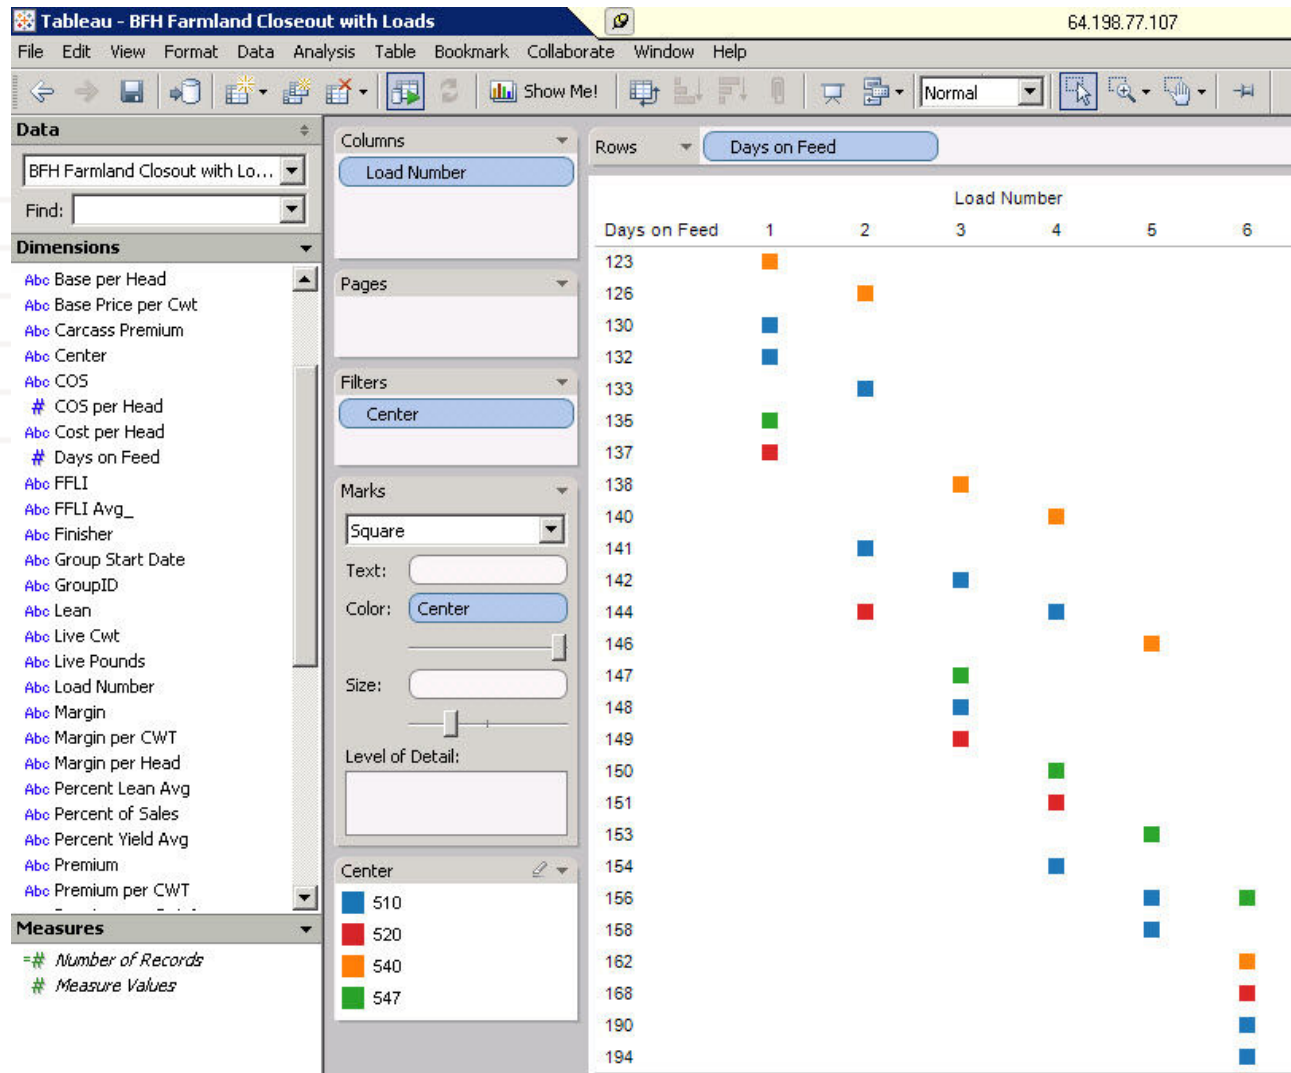 Tableau - BFH Farmland Closeout with Loads
64.198.77.107
File Edit View Format Data Analysis Table Bookmark Collaborate Window Help
Show Me!
Normal
Data
BFH Farmland Closout with Lo...
Find:
Dimensions
Abc Base per Head
Abc Base Price per Cwt
Abc Carcass Premium
Abc Center
Abc COS
# COS per Head
Abc Cost per Head
# Days on Feed
Abc FFLI
Abc FFLI Avg_
Abc Finisher
Abc Group Start Date
Abc GroupID
Abc Lean
Abc Live Cwt
Abc Live Pounds
Abc Load Number
Abc Margin
Abc Margin per CWT
Abc Margin per Head
Abc Percent Lean Avg
Abc Percent of Sales
Abc Percent Yield Avg
Abc Premium
Abc Premium per CWT
Measures
=# Number of Records
# Measure Values
Columns
Load Number
Pages
Filters
Center
Marks
Square
Text:
Color: Center
Size:
Level of Detail:
Center
510
520
540
547
Rows Days on Feed
Load Number
Days on Feed 1 2 3 4 5 6
123
126
130
132
133
135
137
138
140
141
142
144
146
147
148
149
150
151
153
154
156
158
162
168
190
194